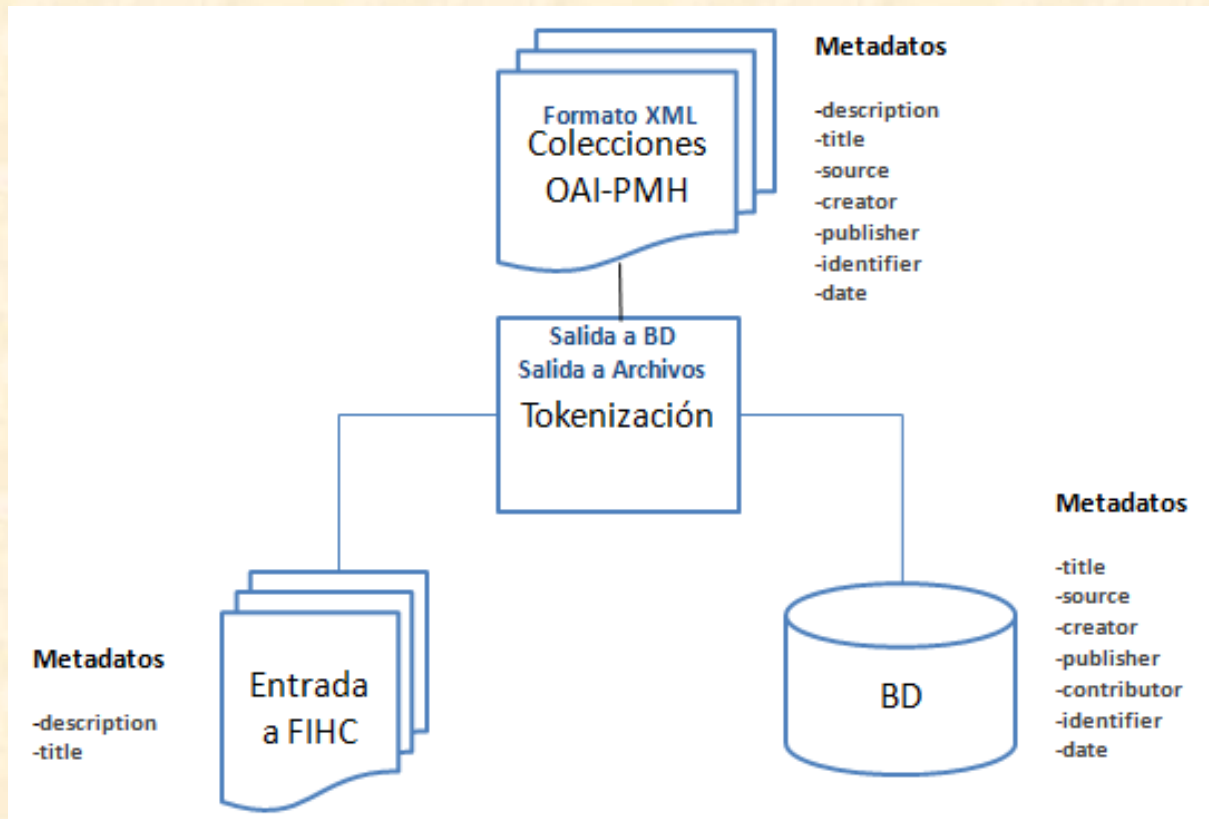 Formato XML
Colecciones
OAI-PMH
Metadatos
-description
-title
-source
-creator
-publisher
-identifier
-date
Salida a BD
Salida a Archivos
Tokenización
Metadatos
-description
-title
Entrada
a FIHC
BD
Metadatos
-title
-source
-creator
-publisher
-contributor
-identifier
-date